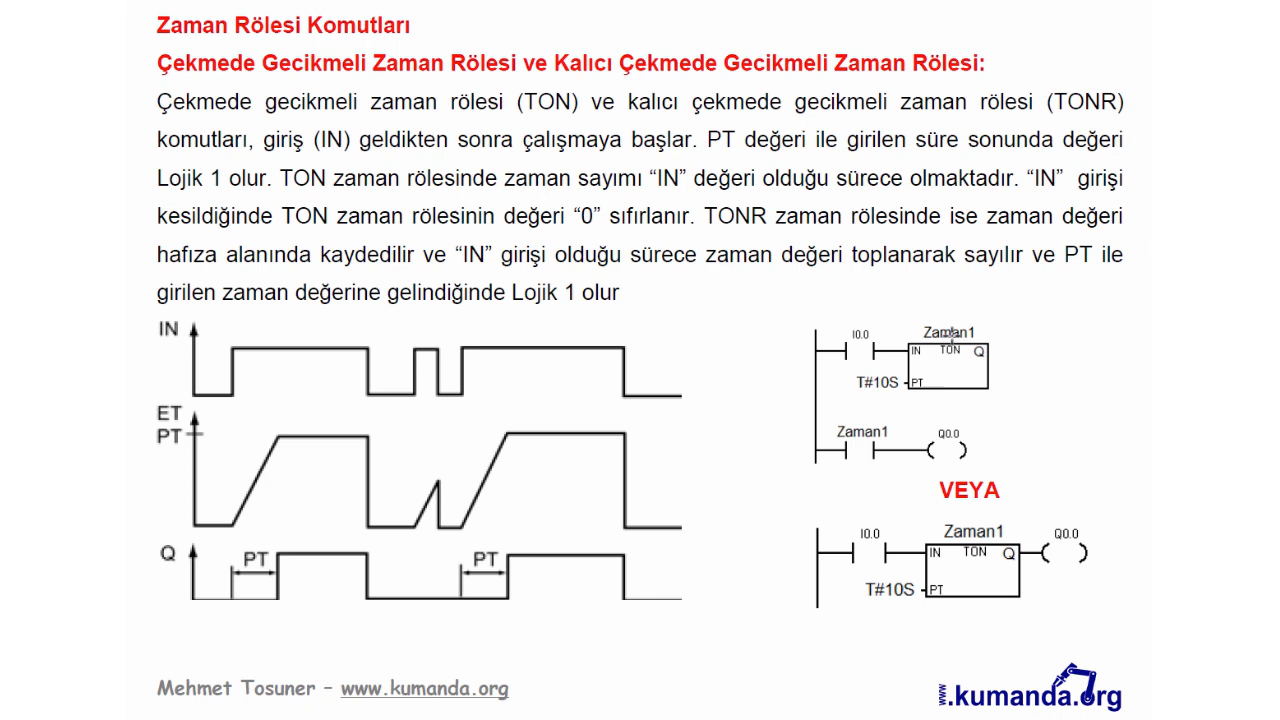 Zaman Rölesi Komutları
Çekmede Gecikmeli Zaman Rölesi ve Kalıcı Çekmede Gecikmeli Zaman Rölesi:
Çekmede gecikmeli zaman rölesi (TON) ve kalıcı çekmede gecikmeli zaman rölesi (TONR)
komutları, giriş (IN) geldikten sonra çalışmaya başlar. PT değeri ile girilen süre sonunda değeri
Lojik 1 olur. TON zaman rölesinde zaman sayımı “IN” değeri olduğu sürece olmaktadır. “IN” girişi
kesildiğinde TON zaman rölesinin değeri “0” sıfırlanır. TONR zaman rölesinde ise zaman değeri
hafıza alanında kaydedilir ve “IN” girişi olduğu sürece zaman değeri toplanarak sayılır ve PT ile
girilen zaman değerine gelindiğinde Lojik 1 olur
IN
ET
PT
Q
PT
PT
I0.0
Zaman1
IN TON Q
T#10S
PT
Zaman1
Q0.0
VEYA
I0.0
Zaman1
Q0.0
IN TON Q
T#10S
PT
Mehmet Tosuner – www.kumanda.org
www.kumanda.org